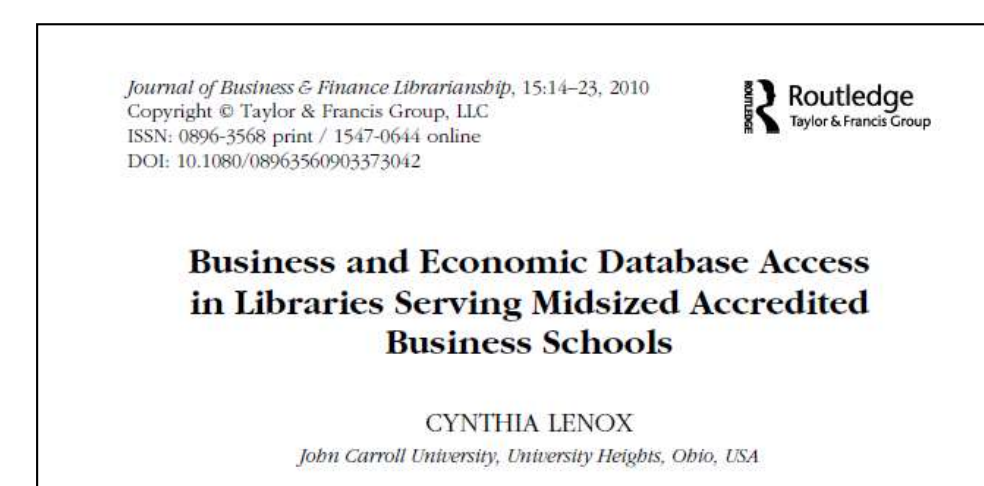 Journal of Business & Finance Librarianship, 15:14–23, 2010
Copyright © Taylor & Francis Group, LLC
ISSN: 0896-3568 print / 1547-0644 online
DOI: 10.1080/08963560903373042
ROUTLEDGE
Routledge
Taylor & Francis Group
Business and Economic Database Access
in Libraries Serving Midsized Accredited
Business Schools
CYNTHIA LENOX
John Carroll University, University Heights, Ohio, USA